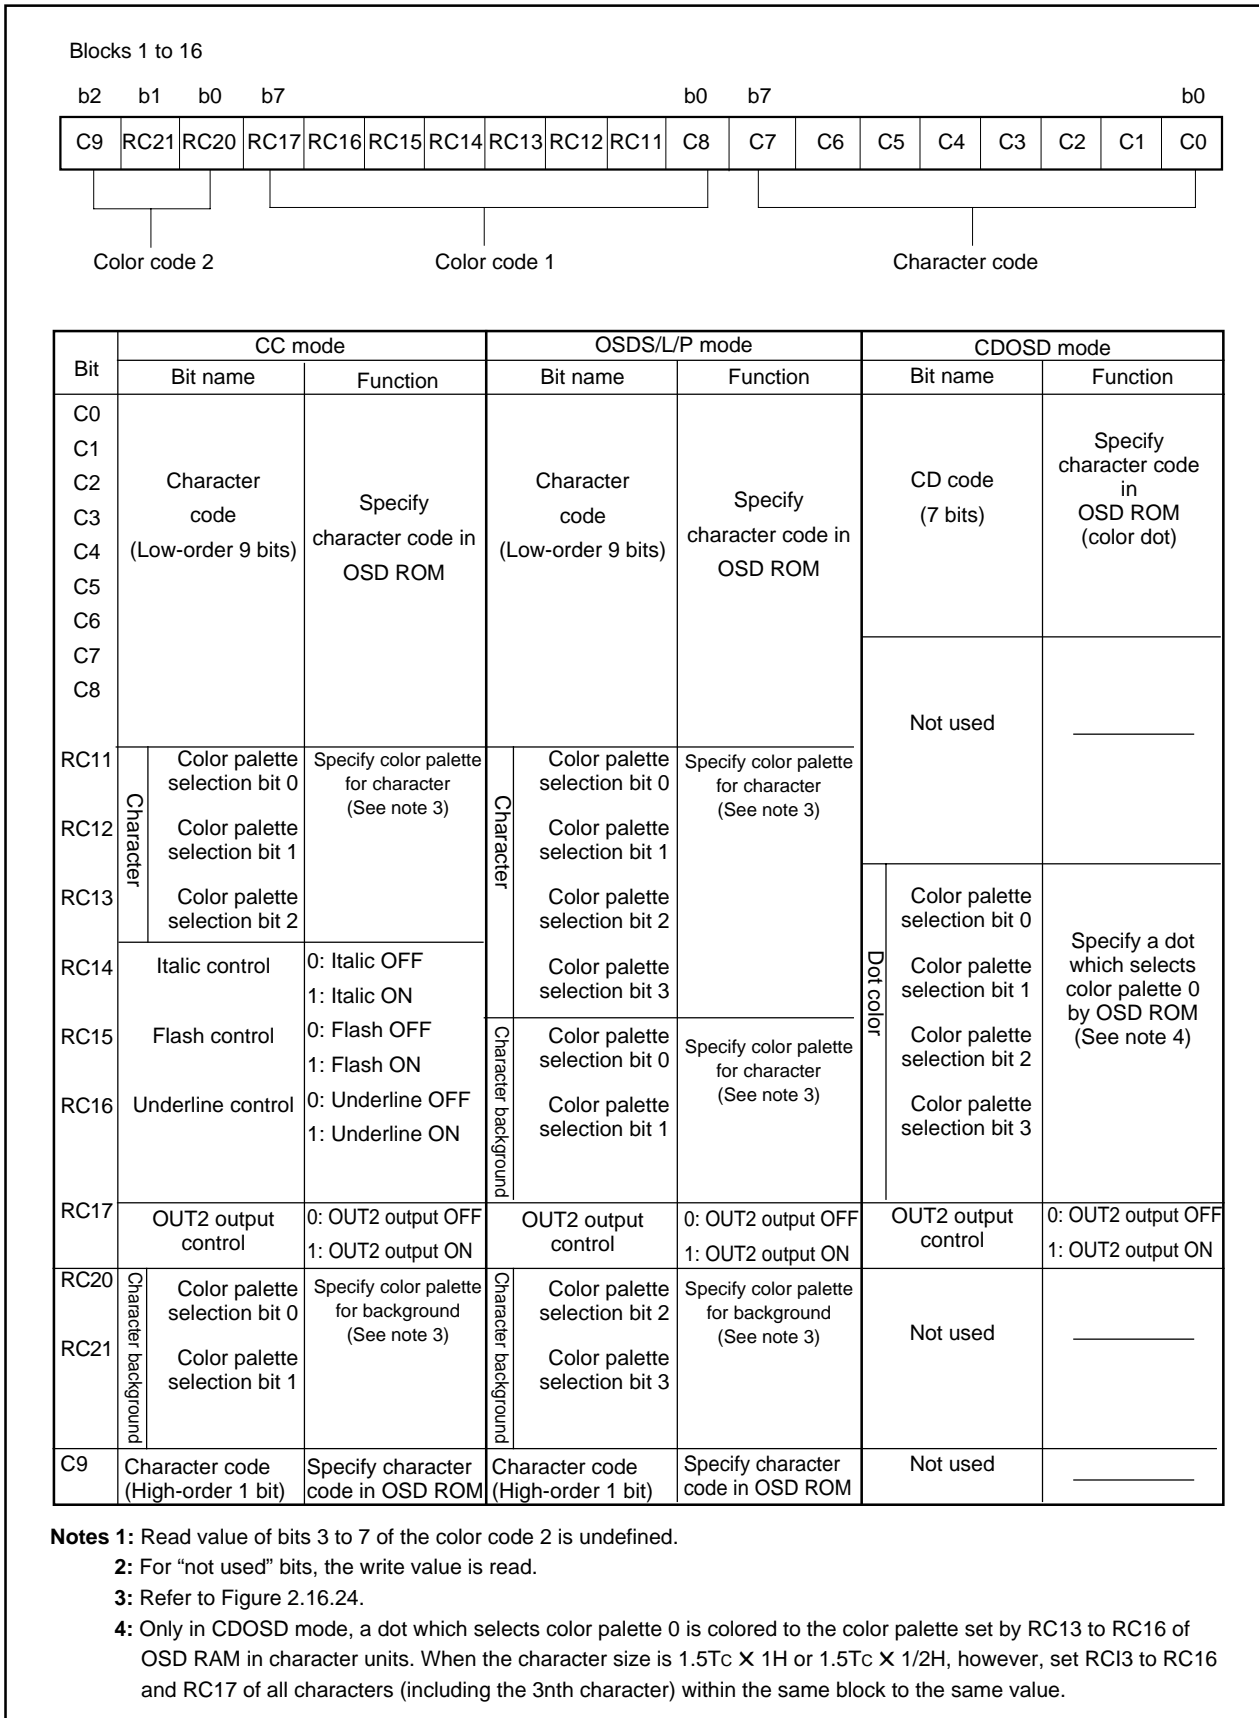 Blocks 1 to 16
b2 b1 b0 b7 b0 b7 b0
C9 RC21 RC20 RC17 RC16 RC15 RC14 RC13 RC12 RC11 C8 C7 C6 C5 C4 C3 C2 C1 C0
Color code 2 Color code 1 Character code
Bit CC mode OSDS/L/P mode CDOSD mode
Bit name Function Bit name Function Bit name Function
C0
C1
C2
C3
C4
C5
C6
C7
C8
Character
code
(Low-order 9 bits)
Specify
character code in
OSD ROM
Character
code
(Low-order 9 bits)
Specify
character code in
OSD ROM
CD code
(7 bits)
Specify
character code
in
OSD ROM
(color dot)
Not used
RC11
RC12
RC13
Character
Color palette
selection bit 0
Color palette
selection bit 1
Color palette
selection bit 2
Specify color palette
for character
(See note 3)
Character
Color palette
selection bit 0
Color palette
selection bit 1
Color palette
selection bit 2
Color palette
selection bit 3
Specify color palette
for character
(See note 3)
RC14
Italic control
0: Italic OFF
1: Italic ON
RC15
Flash control
0: Flash OFF
1: Flash ON
RC16
Underline control
0: Underline OFF
1: Underline ON
Character background
Color palette
selection bit 0
Color palette
selection bit 1
Specify color palette
for character
(See note 3)
Dot color
Color palette
selection bit 0
Color palette
selection bit 1
Color palette
selection bit 2
Color palette
selection bit 3
Specify a dot
which selects
color palette 0
by OSD ROM
(See note 4)
RC17
OUT2 output
control
0: OUT2 output OFF
1: OUT2 output ON
OUT2 output
control
0: OUT2 output OFF
1: OUT2 output ON
OUT2 output
control
0: OUT2 output OFF
1: OUT2 output ON
RC20
RC21
Character background
Color palette
selection bit 0
Color palette
selection bit 1
Specify color palette
for background
(See note 3)
Character background
Color palette
selection bit 2
Color palette
selection bit 3
Specify color palette
for background
(See note 3)
Not used
C9
Character code
(High-order 1 bit)
Specify character
code in OSD ROM
Character code
(High-order 1 bit)
Specify character
code in OSD ROM
Not used
Notes 1: Read value of bits 3 to 7 of the color code 2 is undefined.
2: For “not used” bits, the write value is read.
3: Refer to Figure 2.16.24.
4: Only in CDOSD mode, a dot which selects color palette 0 is colored to the color palette set by RC13 to RC16 of
OSD RAM in character units. When the character size is 1.5TC ✕ 1H or 1.5TC ✕ 1/2H, however, set RCI3 to RC16
and RC17 of all characters (including the 3nth character) within the same block to the same value.